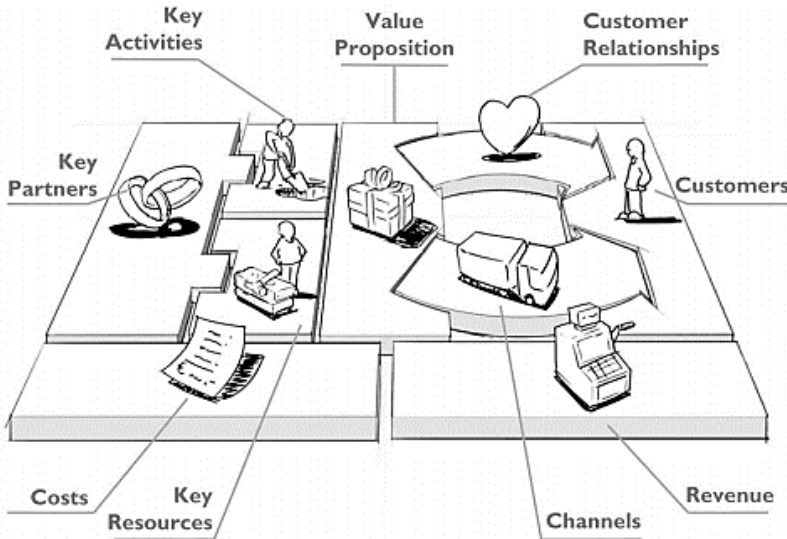 Key
Activities
Value
Proposition
Customer
Relationships
Key
Partners
Customers
Costs
Key
Resources
Channels
Revenue